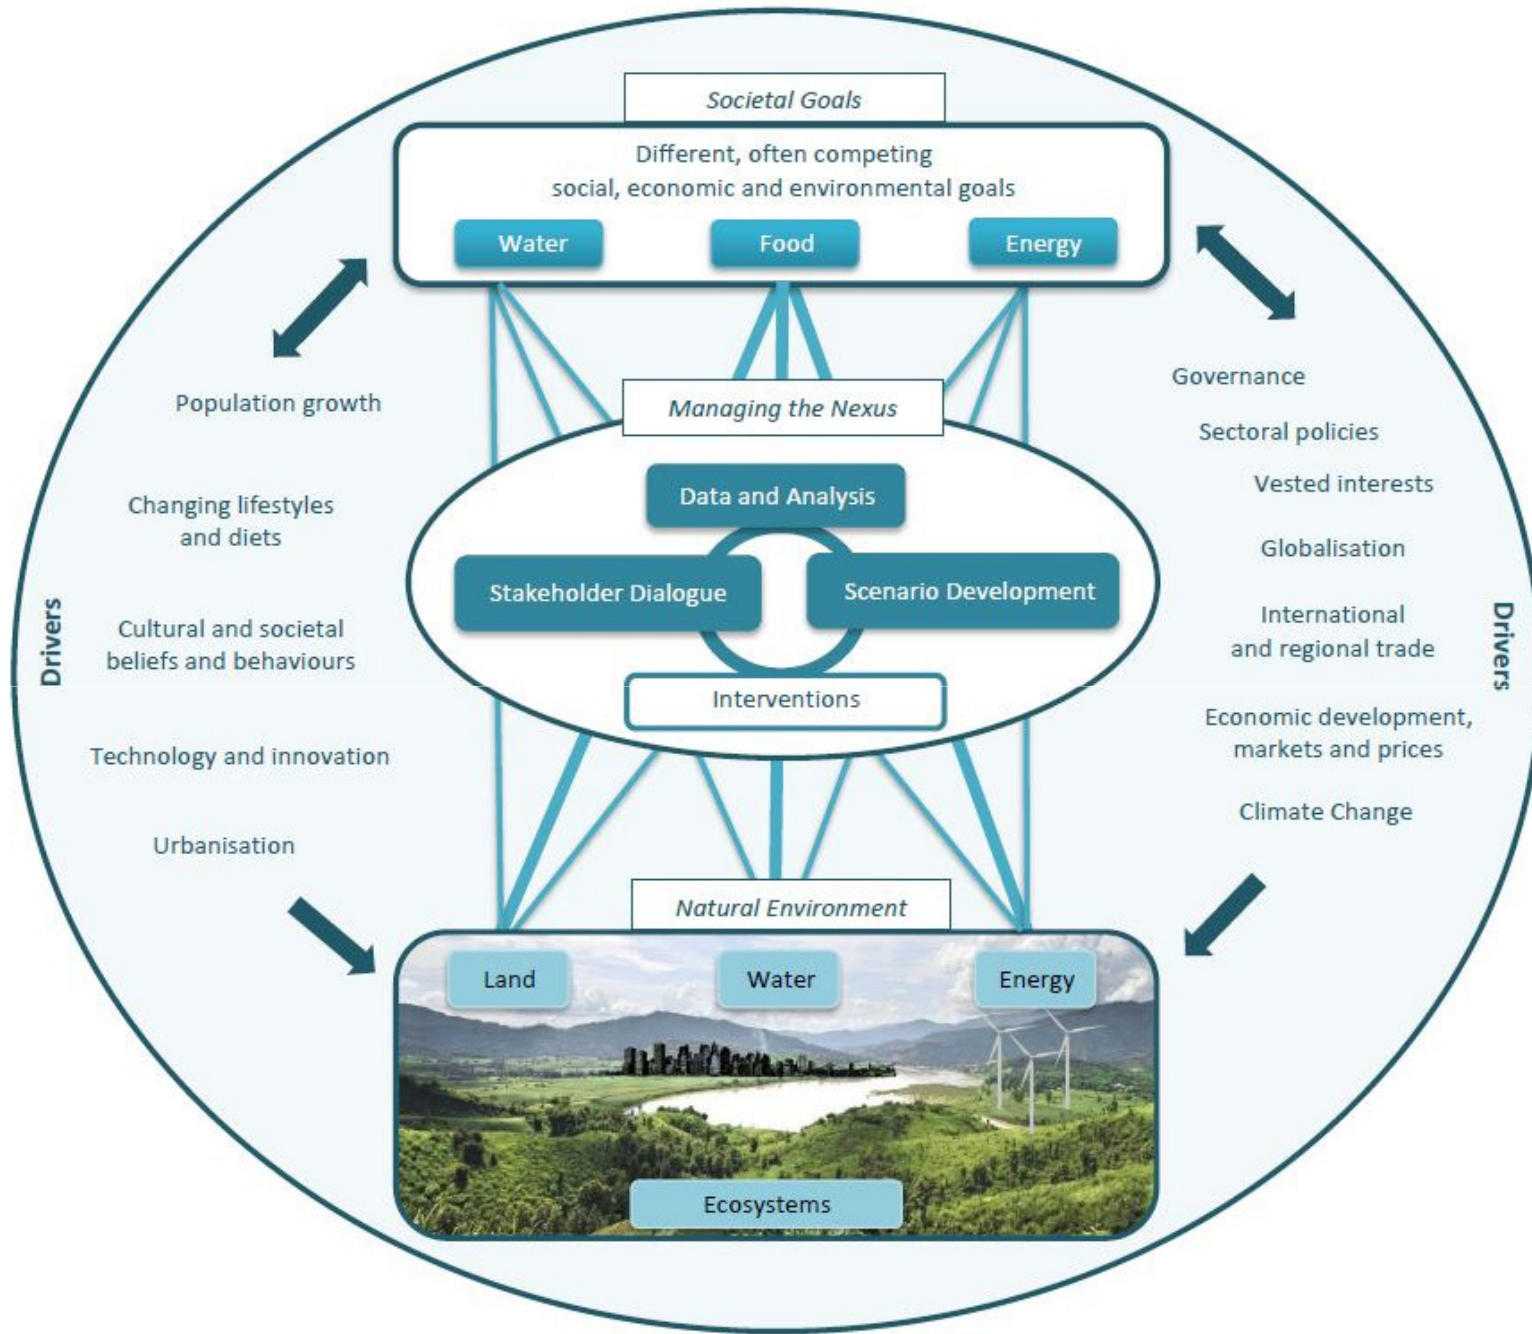 Societal Goals
Different, often competing
social, economic and environmental goals
Water
Food
Energy
Population growth
Changing lifestyles
and diets
Cultural and societal
beliefs and behaviours
Technology and innovation
Urbanisation
Drivers
Managing the Nexus
Data and Analysis
Stakeholder Dialogue
Scenario Development
Interventions
Governance
Sectoral policies
Vested interests
Globalisation
International
and regional trade
Economic development,
markets and prices
Climate Change
Drivers
Natural Environment
Land
Water
Energy
Ecosystems